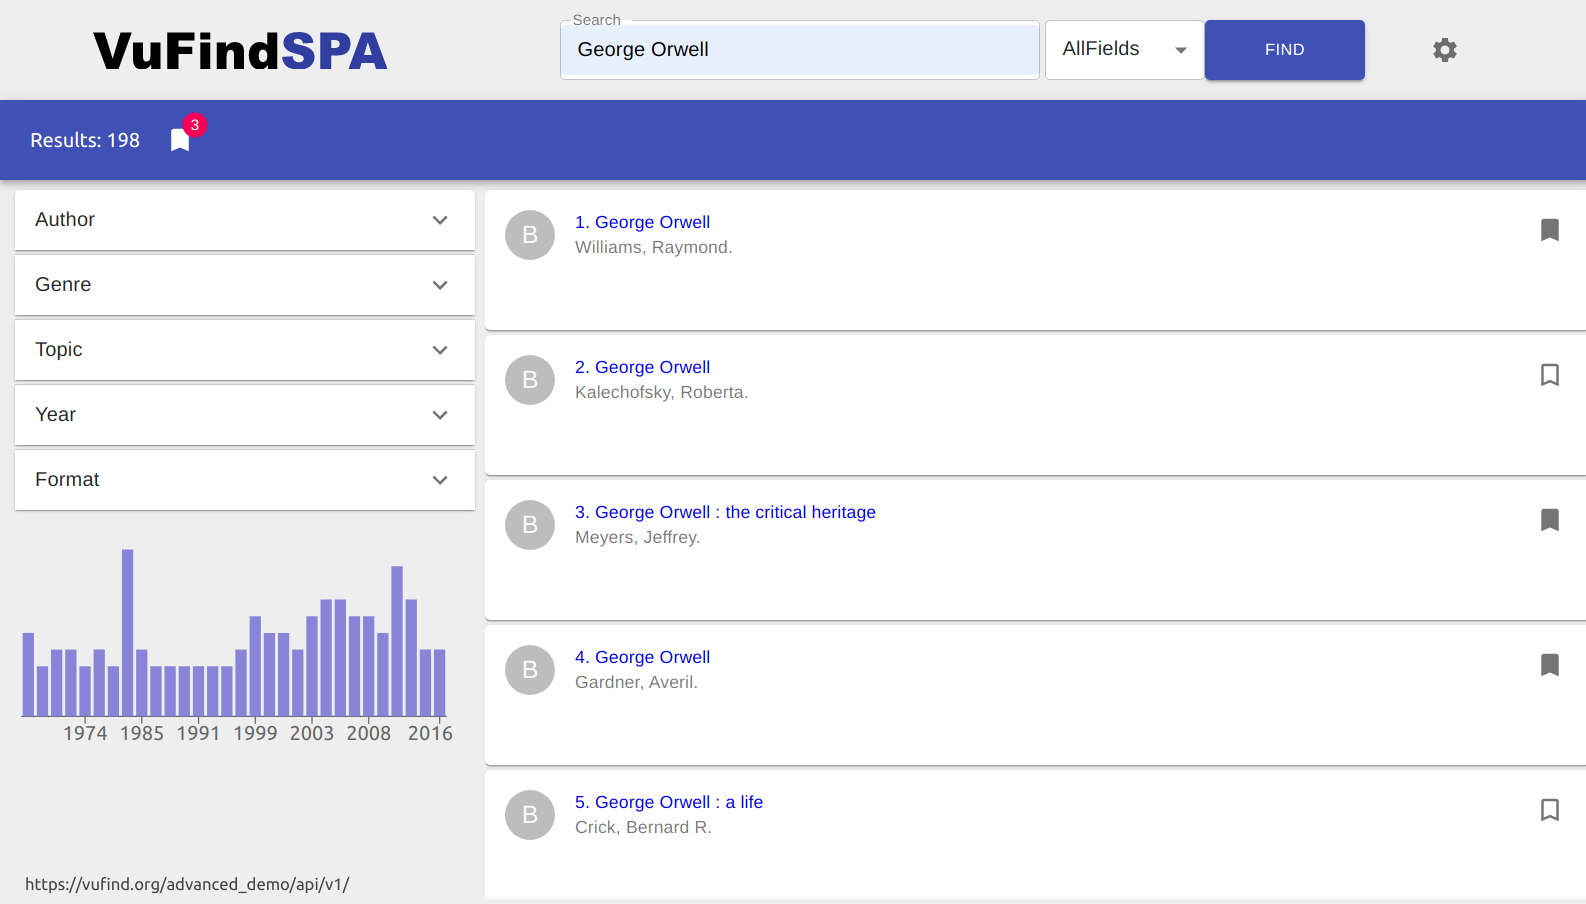 VuFindSPA
Search
George Orwell
AllFields
FIND
Results: 198
3
Author
Genre
Topic
Year
Format
1974 1985 1991 1999 2003 2008 2016
https://vufind.org/advanced_demo/api/v1/
B
1. George Orwell
Williams, Raymond.
B
2. George Orwell
Kalechofsky, Roberta.
B
3. George Orwell : the critical heritage
Meyers, Jeffrey.
B
4. George Orwell
Gardner, Averil.
B
5. George Orwell : a life
Crick, Bernard R.